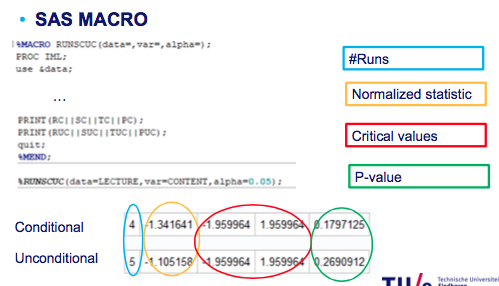 • SAS MACRO
%MACRO RUNSCUC(data=,var=,alpha=);
PROC IML;
use &data;
...
PRINT(RC||SC||TC||PC);
PRINT(RUC||SUC||TUC||PUC);
quit;
%MEND;
%RUNSCUC(data=LECTURE,var=CONTENT,alpha=0.05);
#Runs
Normalized statistic
Critical values
P-value
Conditional 4 -1.341641 -1.959964 1.959964 0.1797125
Unconditional 5 -1.105158 -1.959964 1.959964 0.2690912
TU/e Technische Universiteit
Eindhoven